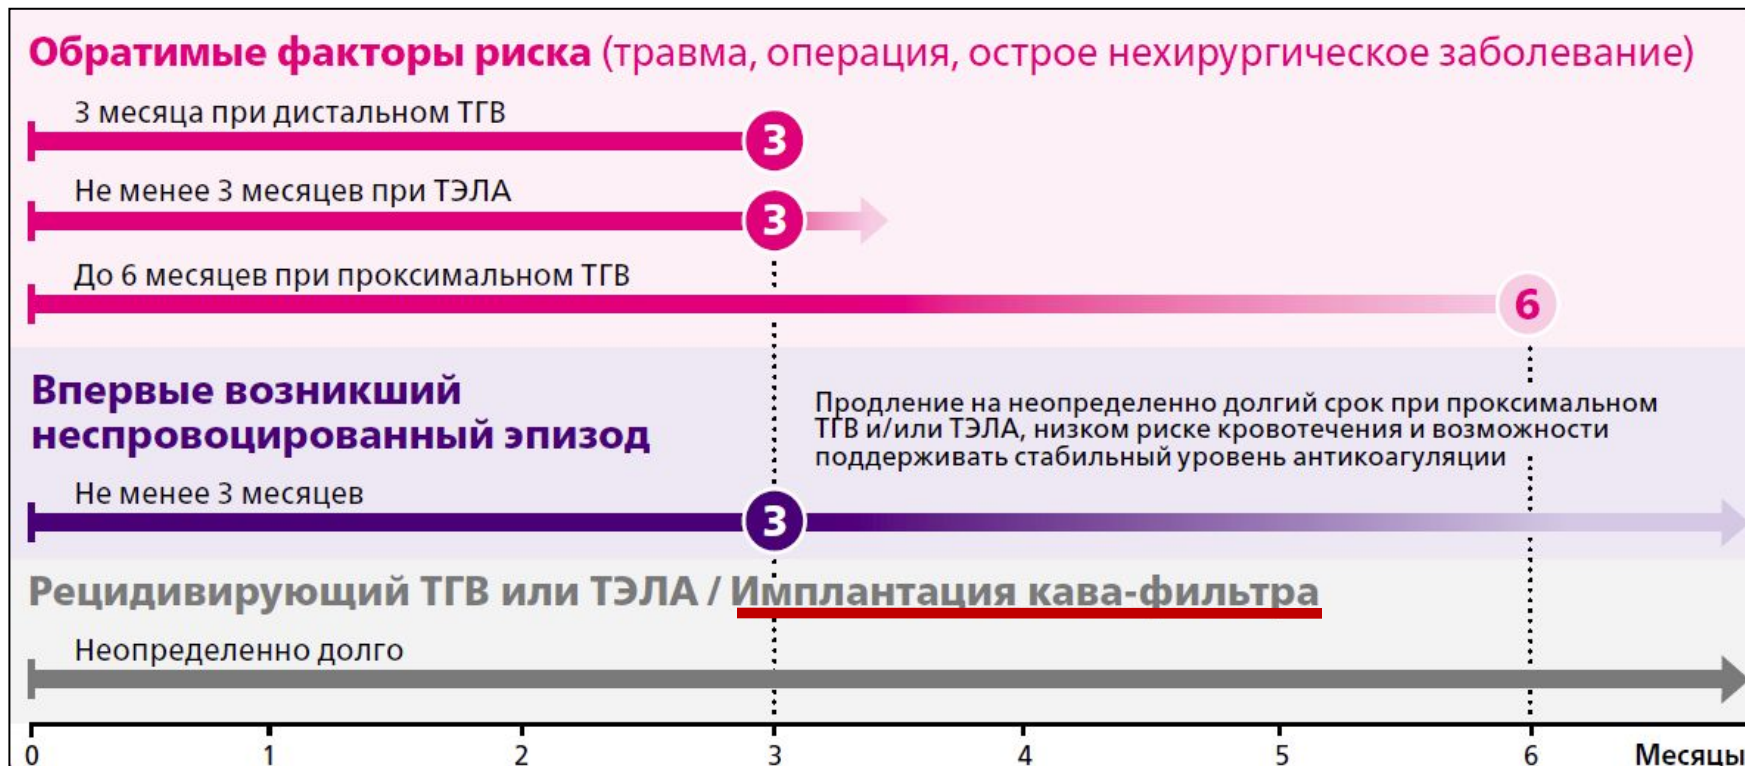 Обратимые факторы риска (травма, операция, острое нехирургическое заболевание)
3 месяца при дистальном ТГВ
3
Не менее 3 месяцев при ТЭЛА
3
До 6 месяцев при проксимальном ТГВ
6
Впервые возникший
неспровоцированный эпизод
Продление на неопределенно долгий срок при проксимальном
ТГВ и/или ТЭЛА, низком риске кровотечения и возможности
поддерживать стабильный уровень антикоагуляции
Не менее 3 месяцев
3
Рецидивирующий ТГВ или ТЭЛА / Имплантация кава-фильтра
Неопределенно долго
0 1 2 3 4 5 6 Месяцы